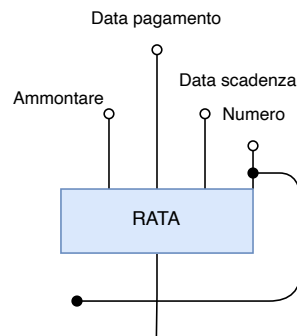 Data pagamento
Data scadenza
Ammontare
Numero
RATA